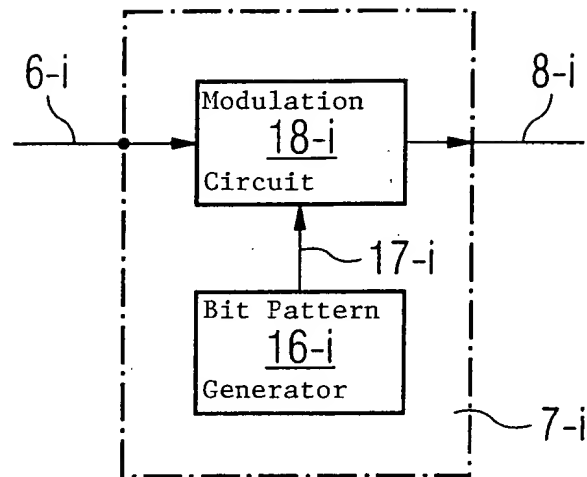 6-i
8-i
Modulation
18-i
Circuit
17-i
Bit Pattern
16-i
Generator
7-i